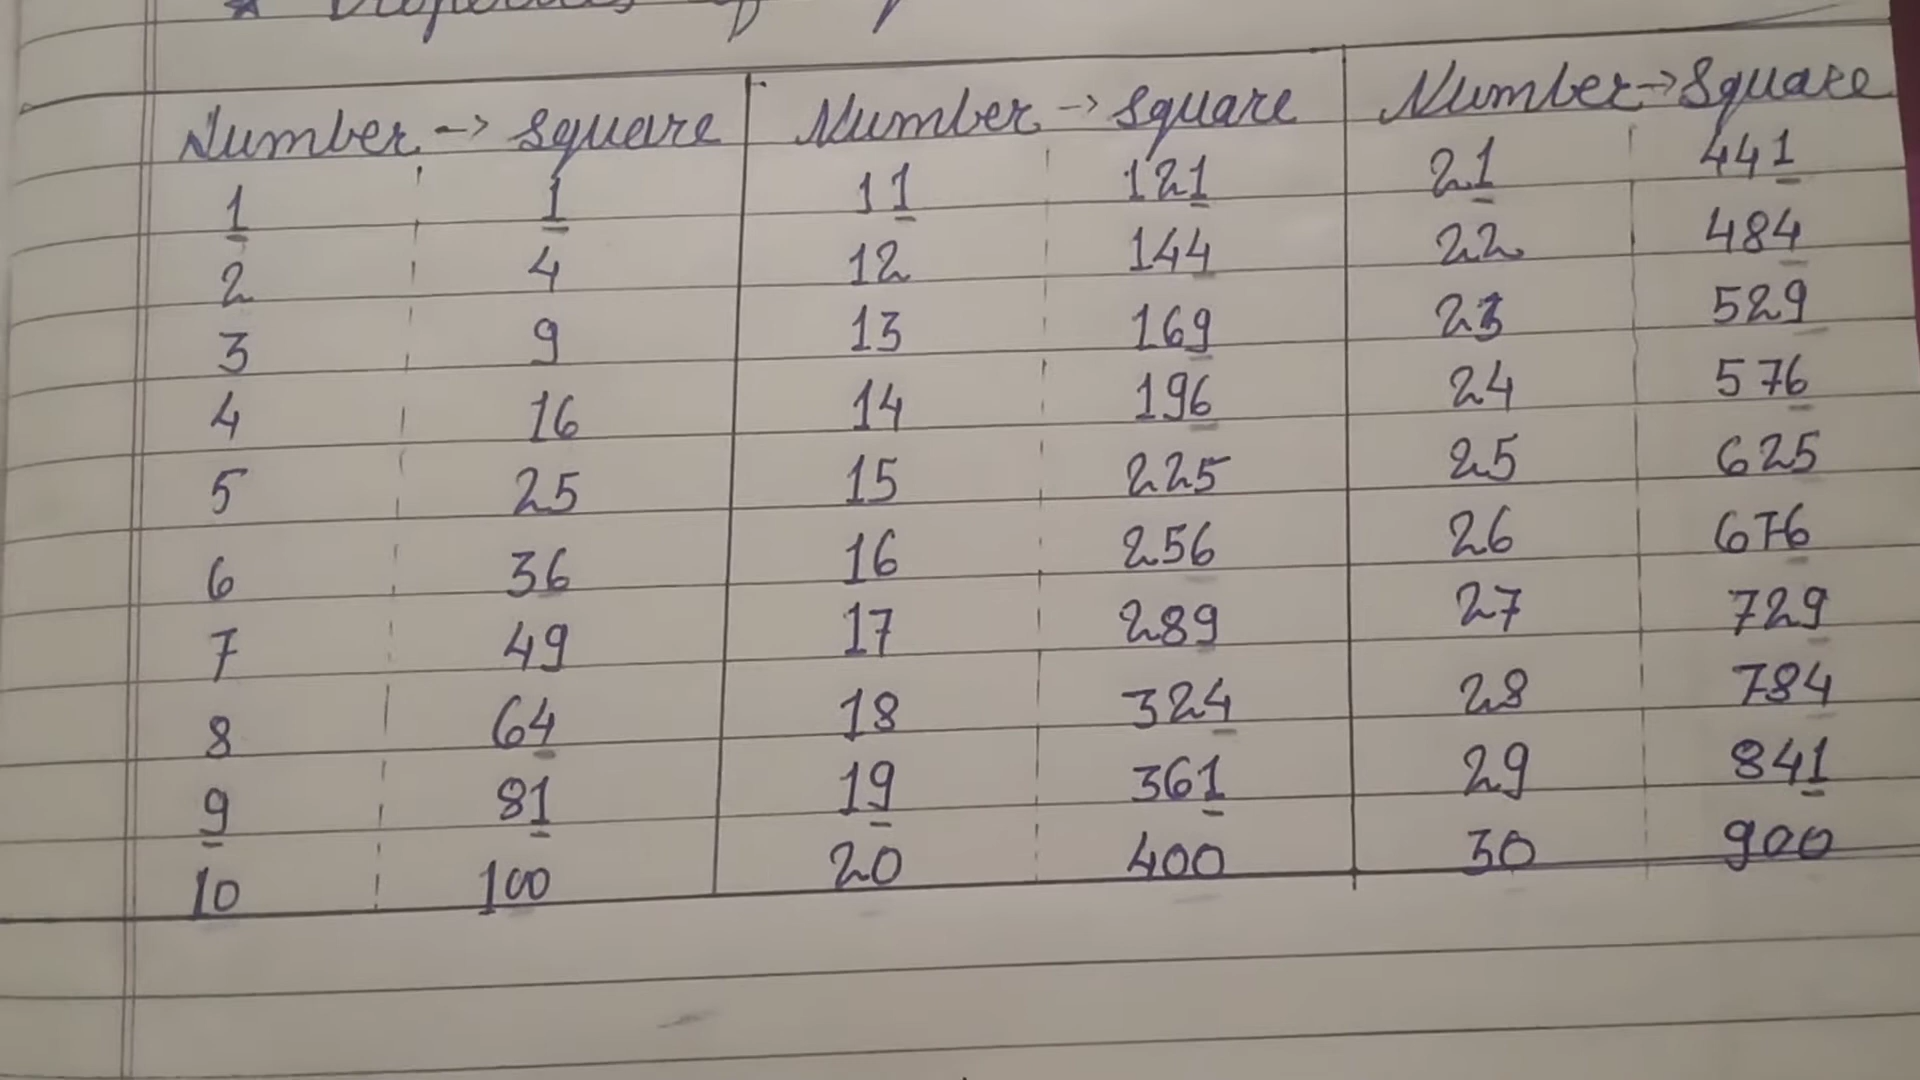 Number -> square Number -> square Number -> Square
1 1 11 121 21 441
2 4 12 144 22 484
3 9 13 169 23 529
4 16 14 196 24 576
5 25 15 225 25 625
6 36 16 256 26 676
7 49 17 289 27 729
8 64 18 324 28 784
9 81 19 361 29 841
10 100 20 400 30 900